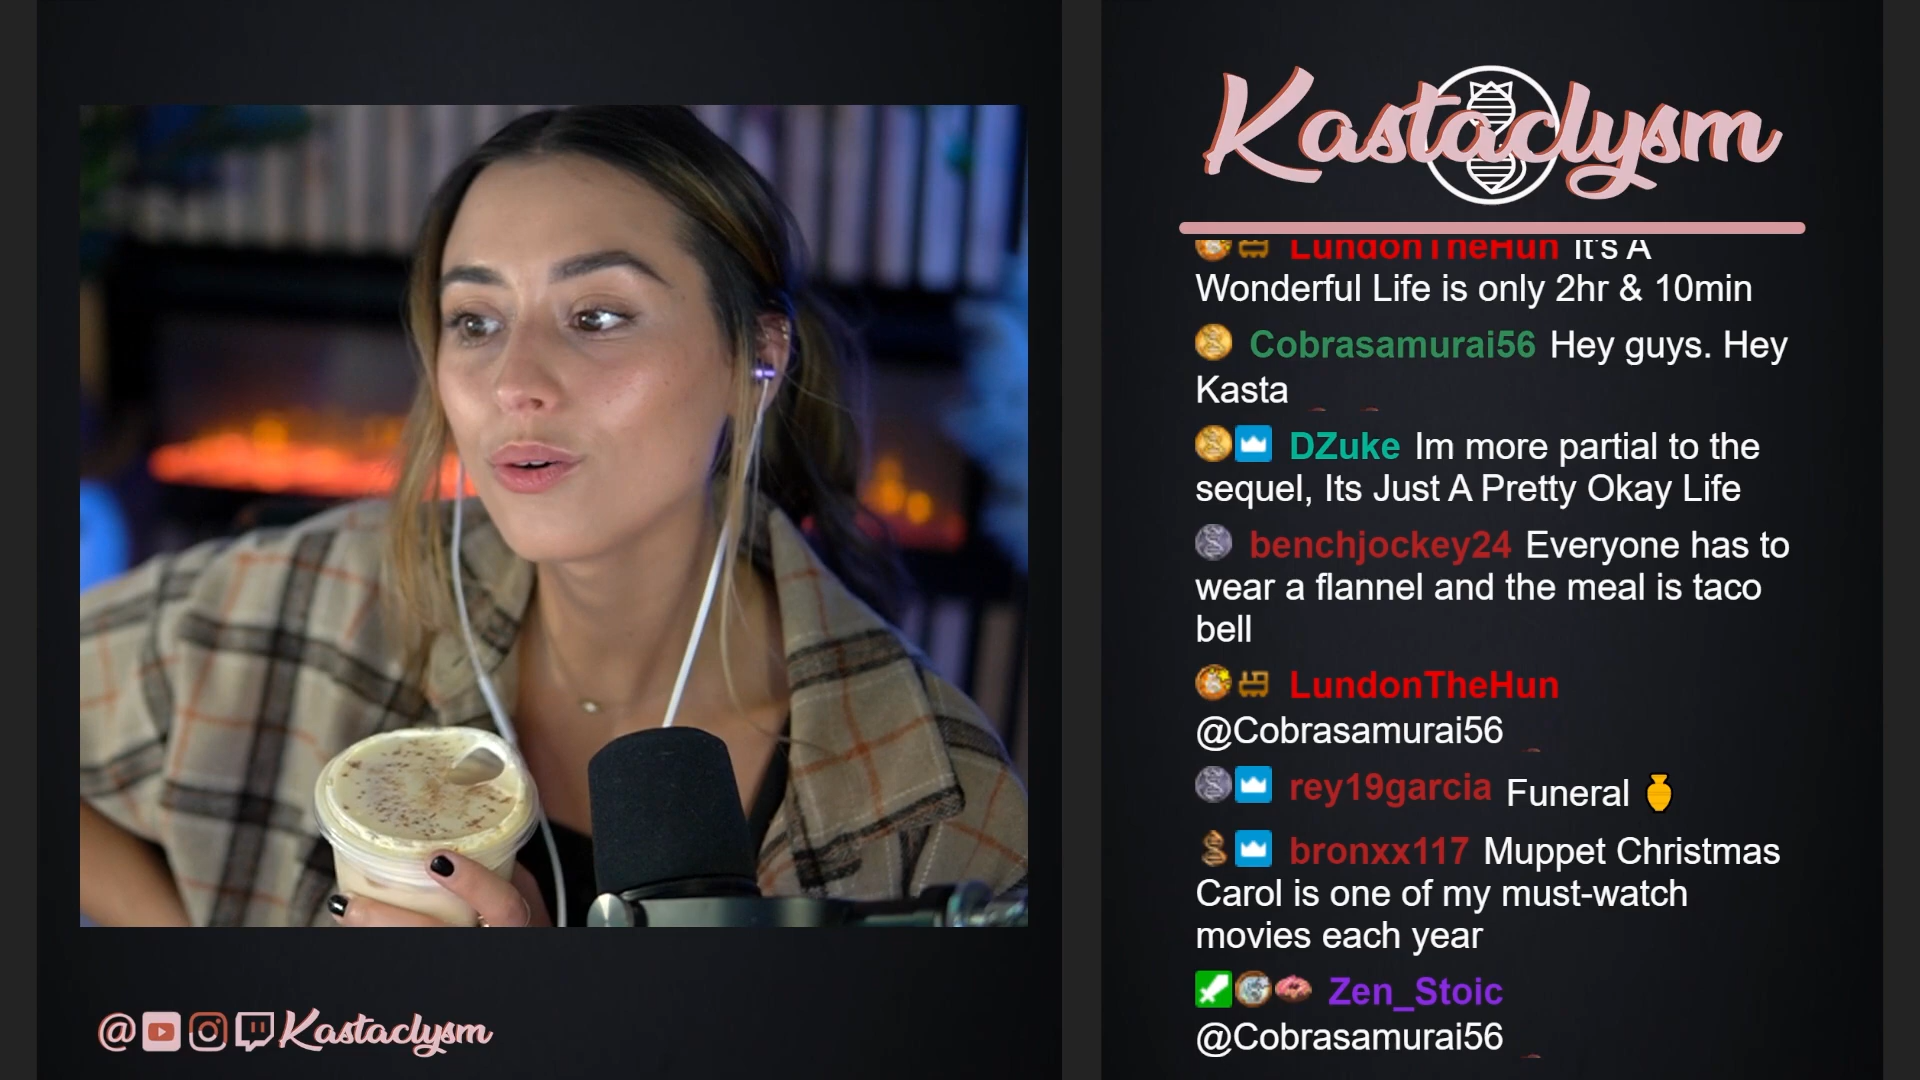 Kastaclysm
LundonTheHun It's A
Wonderful Life is only 2hr & 10min
Cobrasamurai56 Hey guys. Hey
Kasta
DZuke Im more partial to the
sequel, Its Just A Pretty Okay Life
benchjockey24 Everyone has to
wear a flannel and the meal is taco
bell
LundonTheHun
@Cobrasamurai56
rey19garcia Funeral
bronxx117 Muppet Christmas
Carol is one of my must-watch
movies each year
Zen_Stoic
@Cobrasamurai56
@Kastaclysm